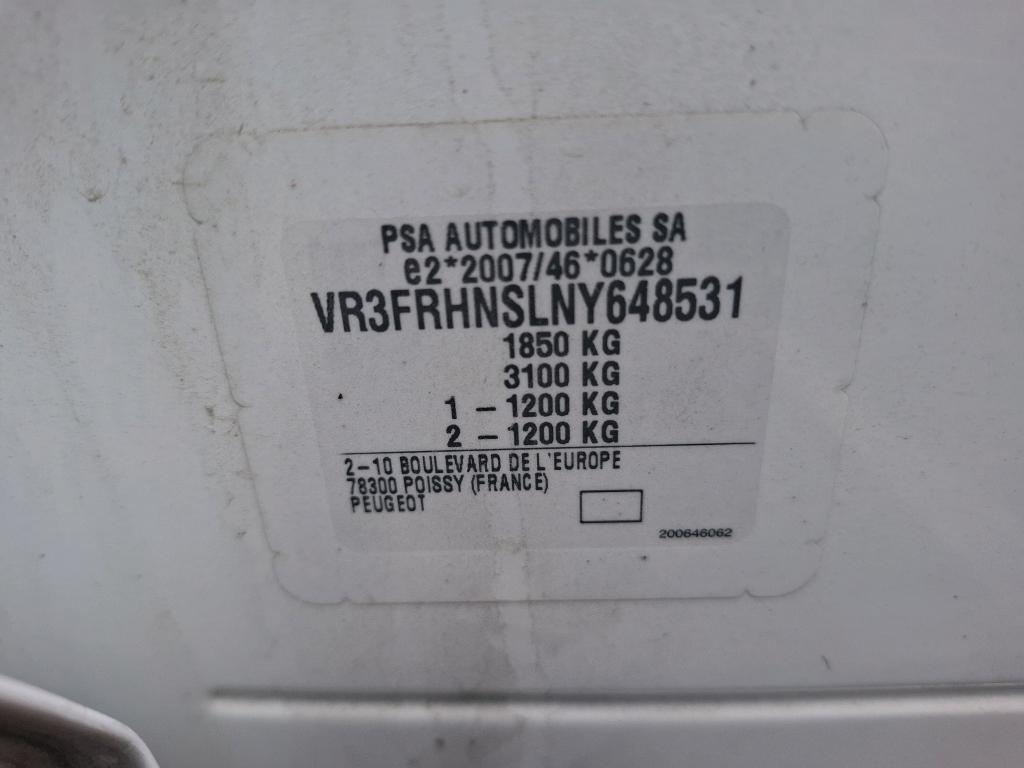 PSA AUTOMOBILES SA
e2*2007/46*0628
VR3FRHNSLNY648531
1850 KG
3100 KG
1 - 1200 KG
2 - 1200 KG
2-10 BOULEVARD DE L'EUROPE
78300 POISSY (FRANCE)
PEUGEOT
200646062